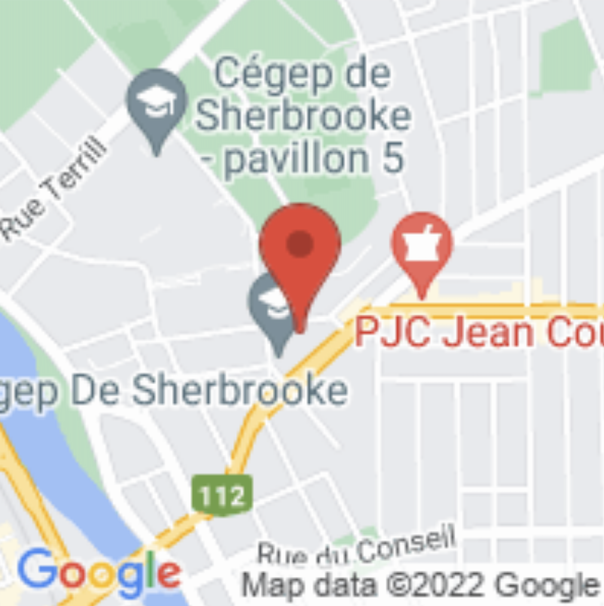 Cégep de
Sherbrooke
- pavillon 5
Rue Terrill
PJC Jean Cou
gep De Sherbrooke
112
Rue du Conseil
Google
Map data ©2022 Google